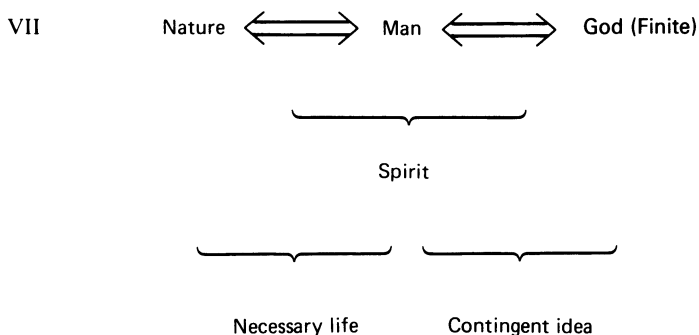 VII Nature Man God (Finite)
Spirit
Necessary life Contingent idea